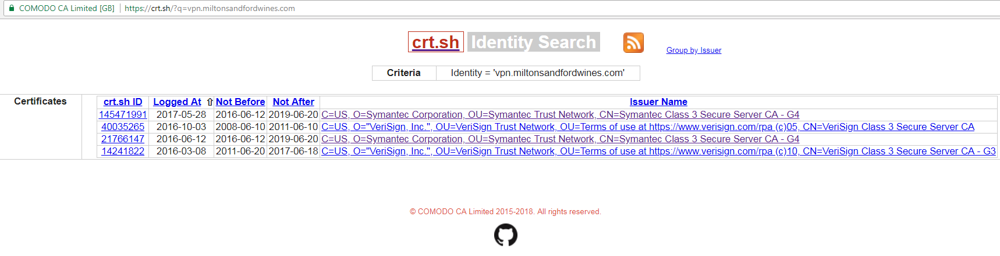 COMODO CA Limited [GB] https://crt.sh/?q=vpn.miltonsandfordwines.com
crt.sh Identity Search Group by Issuer
Criteria Identity = 'vpn.miltonsandfordwines.com'
Certificates crt.sh ID Logged At ⇧ Not Before Not After Issuer Name
145471991 2017-05-28 2016-06-12 2019-06-20 C=US, O=Symantec Corporation, OU=Symantec Trust Network, CN=Symantec Class 3 Secure Server CA - G4
40035265 2016-10-03 2008-06-10 2011-06-10 C=US, O="VeriSign, Inc.", OU=VeriSign Trust Network, OU=Terms of use at https://www.verisign.com/rpa (c)05, CN=VeriSign Class 3 Secure Server CA
21766147 2016-06-12 2016-06-12 2019-06-20 C=US, O=Symantec Corporation, OU=Symantec Trust Network, CN=Symantec Class 3 Secure Server CA - G4
14241822 2016-03-08 2011-06-20 2017-06-18 C=US, O="VeriSign, Inc.", OU=VeriSign Trust Network, OU=Terms of use at https://www.verisign.com/rpa (c)10, CN=VeriSign Class 3 Secure Server CA - G3
© COMODO CA Limited 2015-2018. All rights reserved.